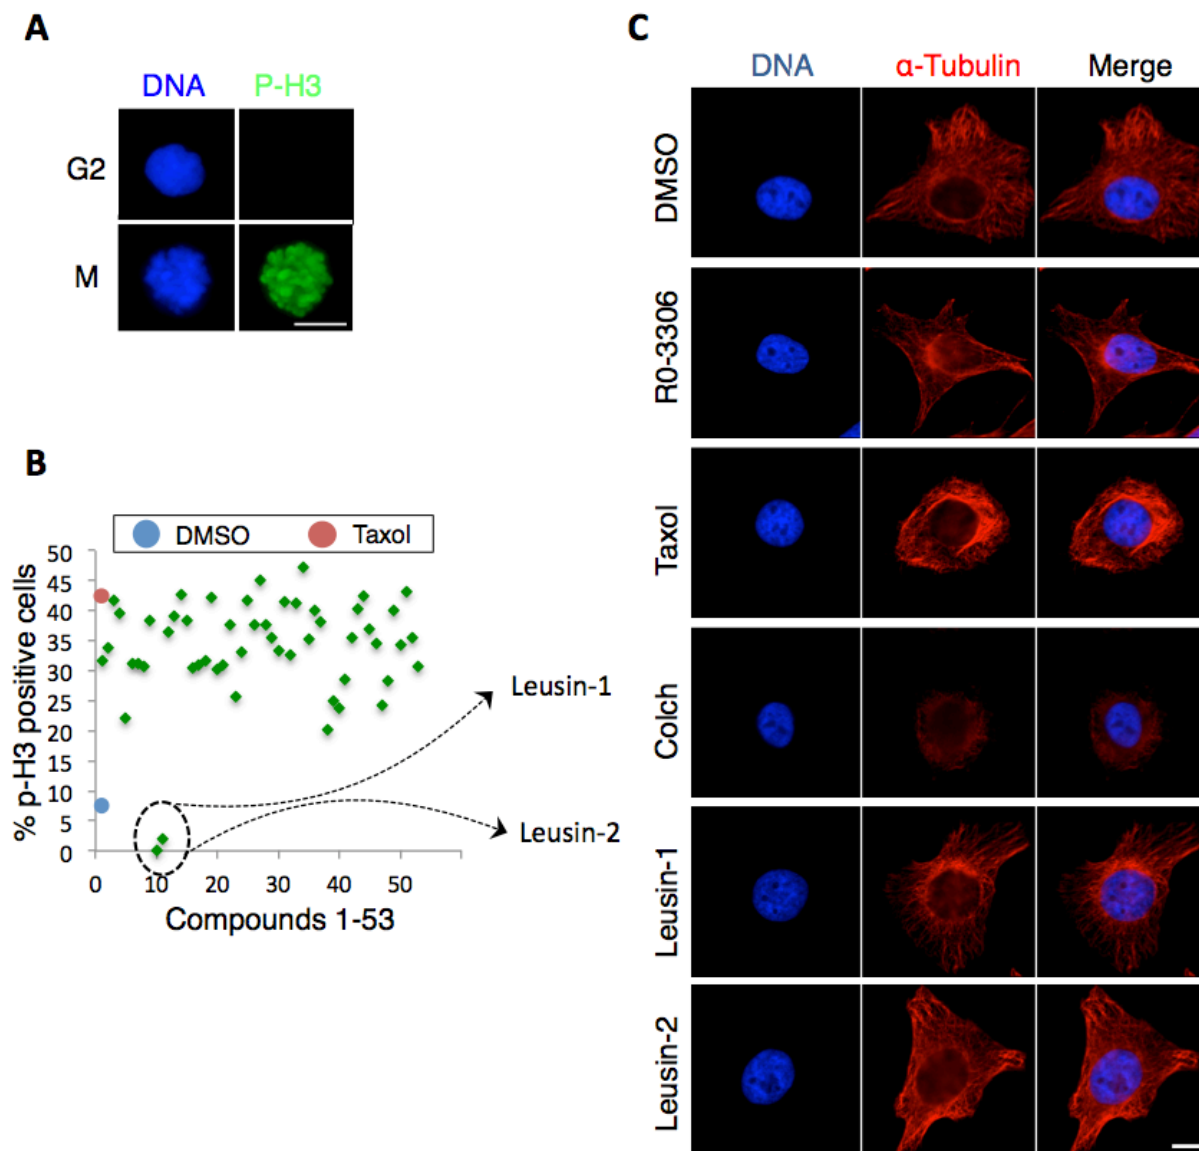 A
DNA P-H3
G2
M
B
DMSO Taxol
50
45
40
35
30
25
20
15
10
5
0
% p-H3 positive cells
0 10 20 30 40 50
Compounds 1-53
Leusin-1
Leusin-2
C
DNA α-Tubulin Merge
DMSO
R0-3306
Taxol
Colch
Leusin-1
Leusin-2